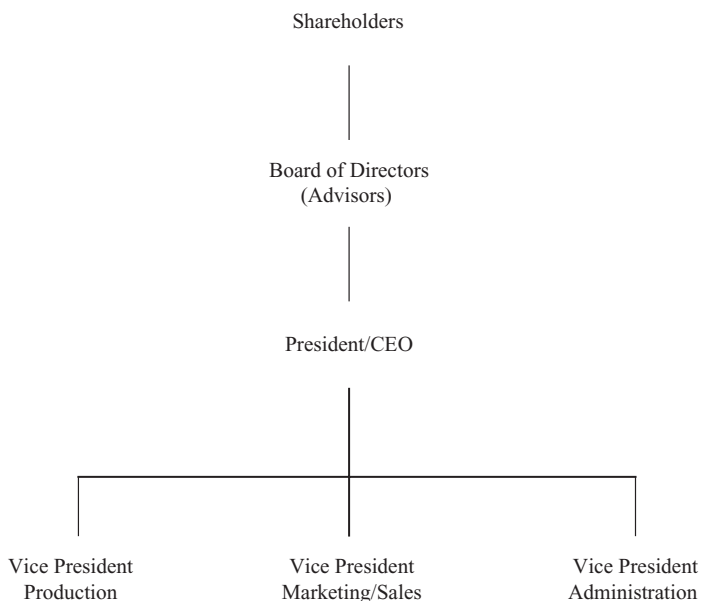 Shareholders
Board of Directors
(Advisors)
President/CEO
Vice President
Production
Vice President
Marketing/Sales
Vice President
Administration